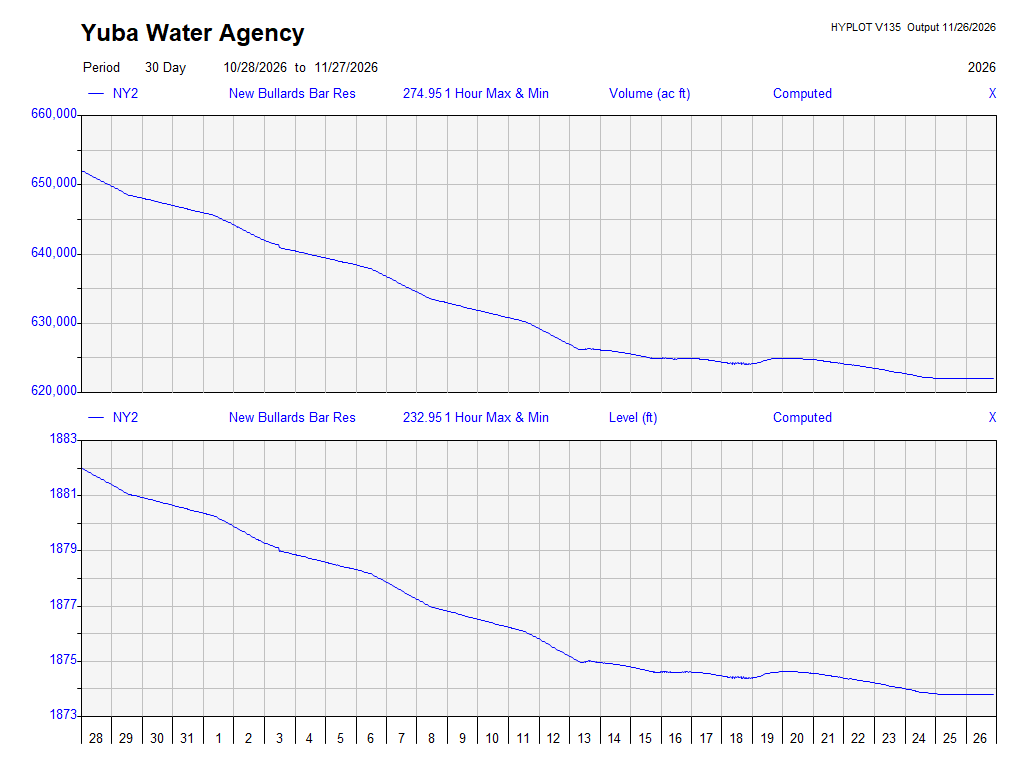 Yuba Water Agency
HYPLOT V135 Output 11/26/2026
Period 30 Day 10/28/2026 to 11/27/2026 2026
NY2 New Bullards Bar Res 274.95 1 Hour Max & Min Volume (ac ft) Computed X
660,000
650,000
640,000
630,000
620,000
NY2 New Bullards Bar Res 232.95 1 Hour Max & Min Level (ft) Computed X
1883
1881
1879
1877
1875
1873
28 29 30 31 1 2 3 4 5 6 7 8 9 10 11 12 13 14 15 16 17 18 19 20 21 22 23 24 25 26